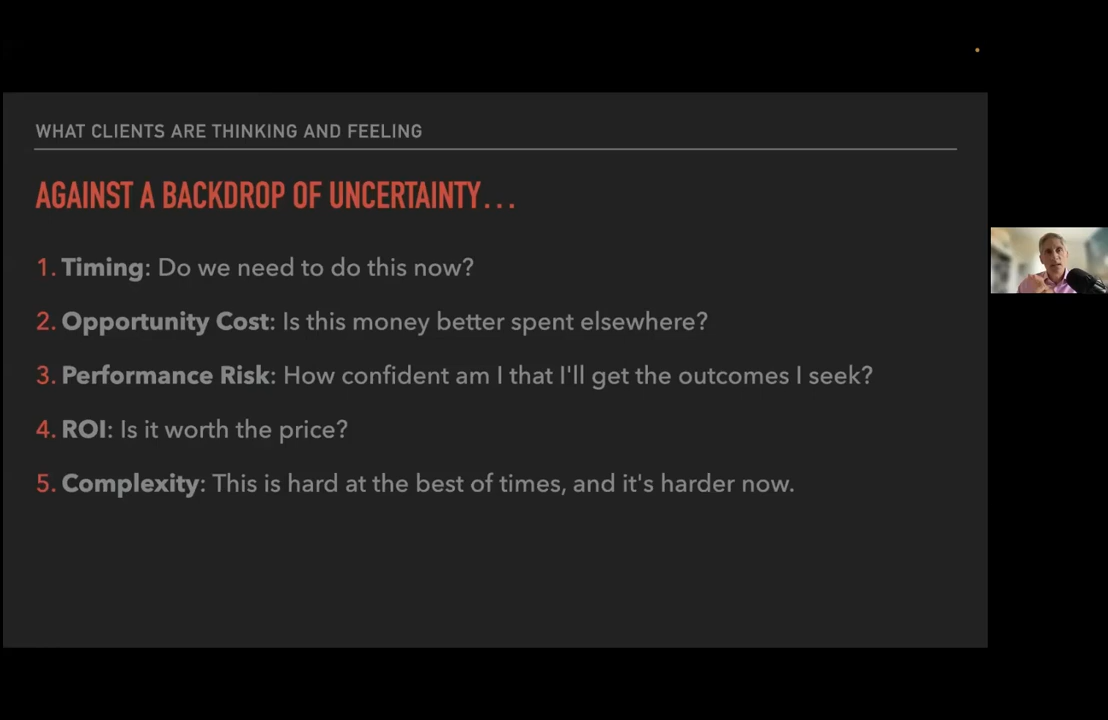 WHAT CLIENTS ARE THINKING AND FEELING
AGAINST A BACKDROP OF UNCERTAINTY...
1. Timing: Do we need to do this now?
2. Opportunity Cost: Is this money better spent elsewhere?
3. Performance Risk: How confident am I that I'll get the outcomes I seek?
4. ROI: Is it worth the price?
5. Complexity: This is hard at the best of times, and it's harder now.